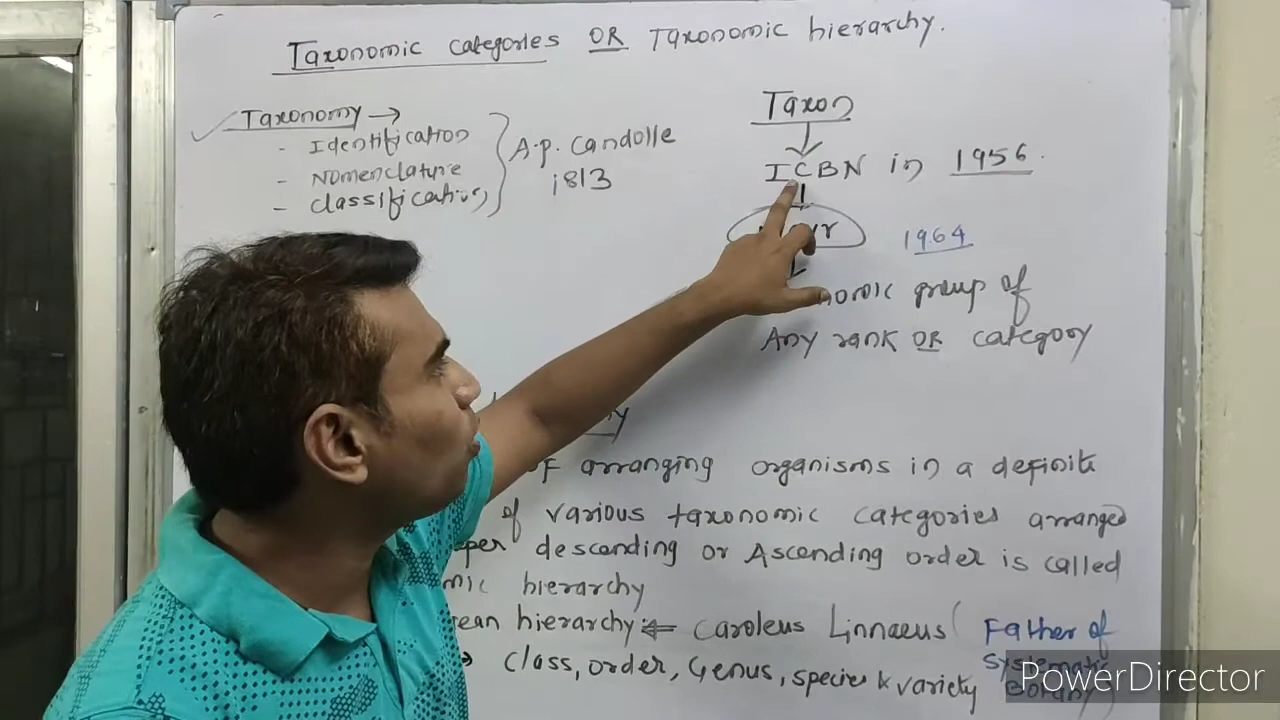 Taxonomic categories OR Taxonomic hierarchy.
Taxonomy →
- Identification
- Nomenclature
- Classification
A.p. Candolle
1813
Taxon
ICBN in 1956.
1964
group of
Any rank OR category
of arranging organisms in a definite
of various taxonomic categories arranged
descending or Ascending order is called
hierarchy
hierarchy ⇐ Caroleus Linnaeus ( Father of
Systematic
Botany)
→ Class, order, Genus, species & variety
PowerDirector